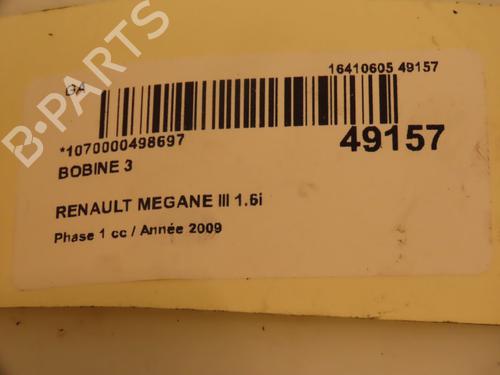 GA
16410605 49157
*1070000498697
49157
BOBINE 3
RENAULT MEGANE III 1.6i
Phase 1 cc / Année 2009
B-PARTS